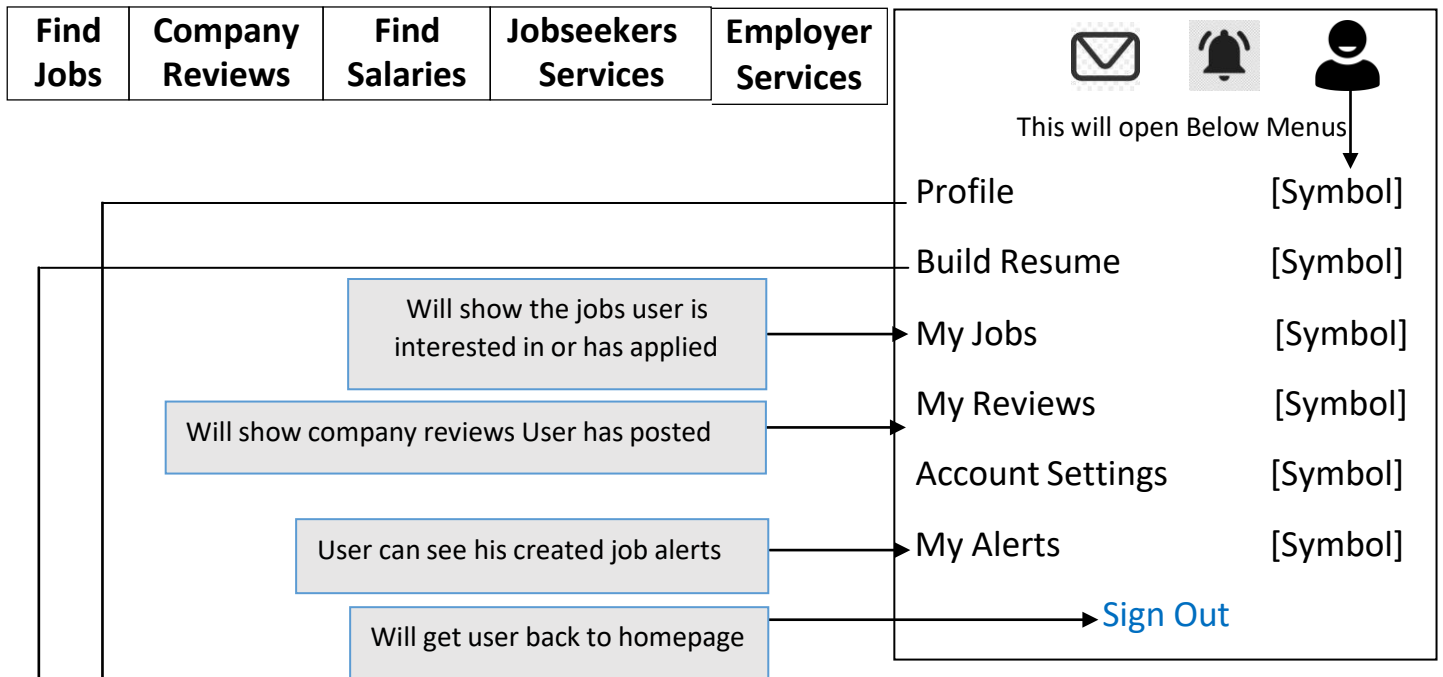 Find Jobs
Company Reviews
Find Salaries
Jobseekers Services
Employer Services
This will open Below Menus
Profile [Symbol]
Build Resume [Symbol]
Will show the jobs user is
interested in or has applied
My Jobs [Symbol]
Will show company reviews User has posted
My Reviews [Symbol]
Account Settings [Symbol]
User can see his created job alerts
My Alerts [Symbol]
Will get user back to homepage
Sign Out